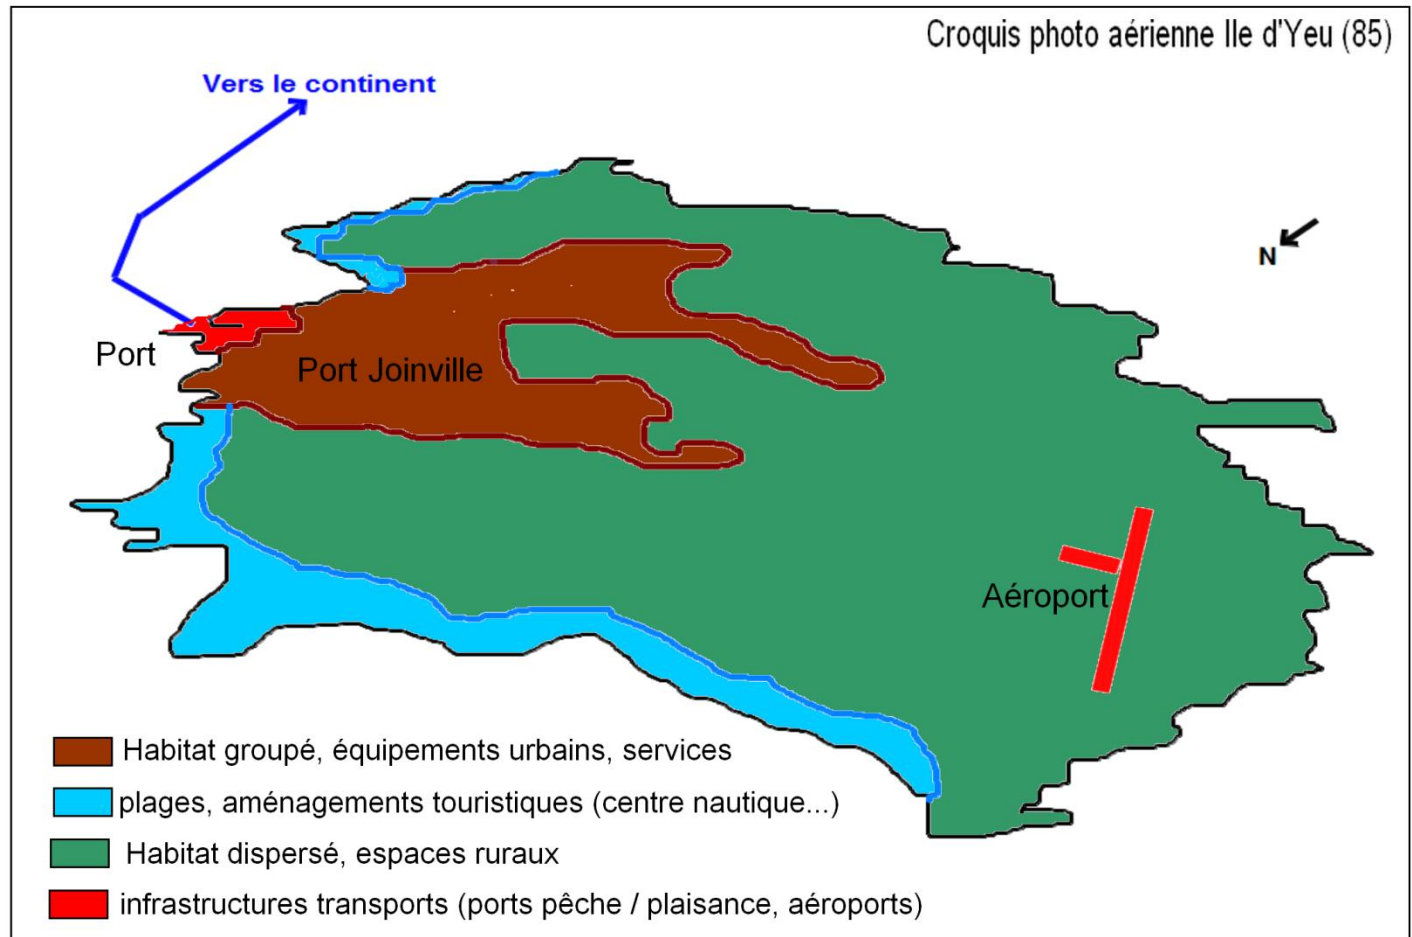 Croquis photo aérienne Ile d'Yeu (85)
Vers le continent
N
Port
Port Joinville
Aéroport
Habitat groupé, équipements urbains, services
plages, aménagements touristiques (centre nautique...)
Habitat dispersé, espaces ruraux
infrastructures transports (ports pêche / plaisance, aéroports)